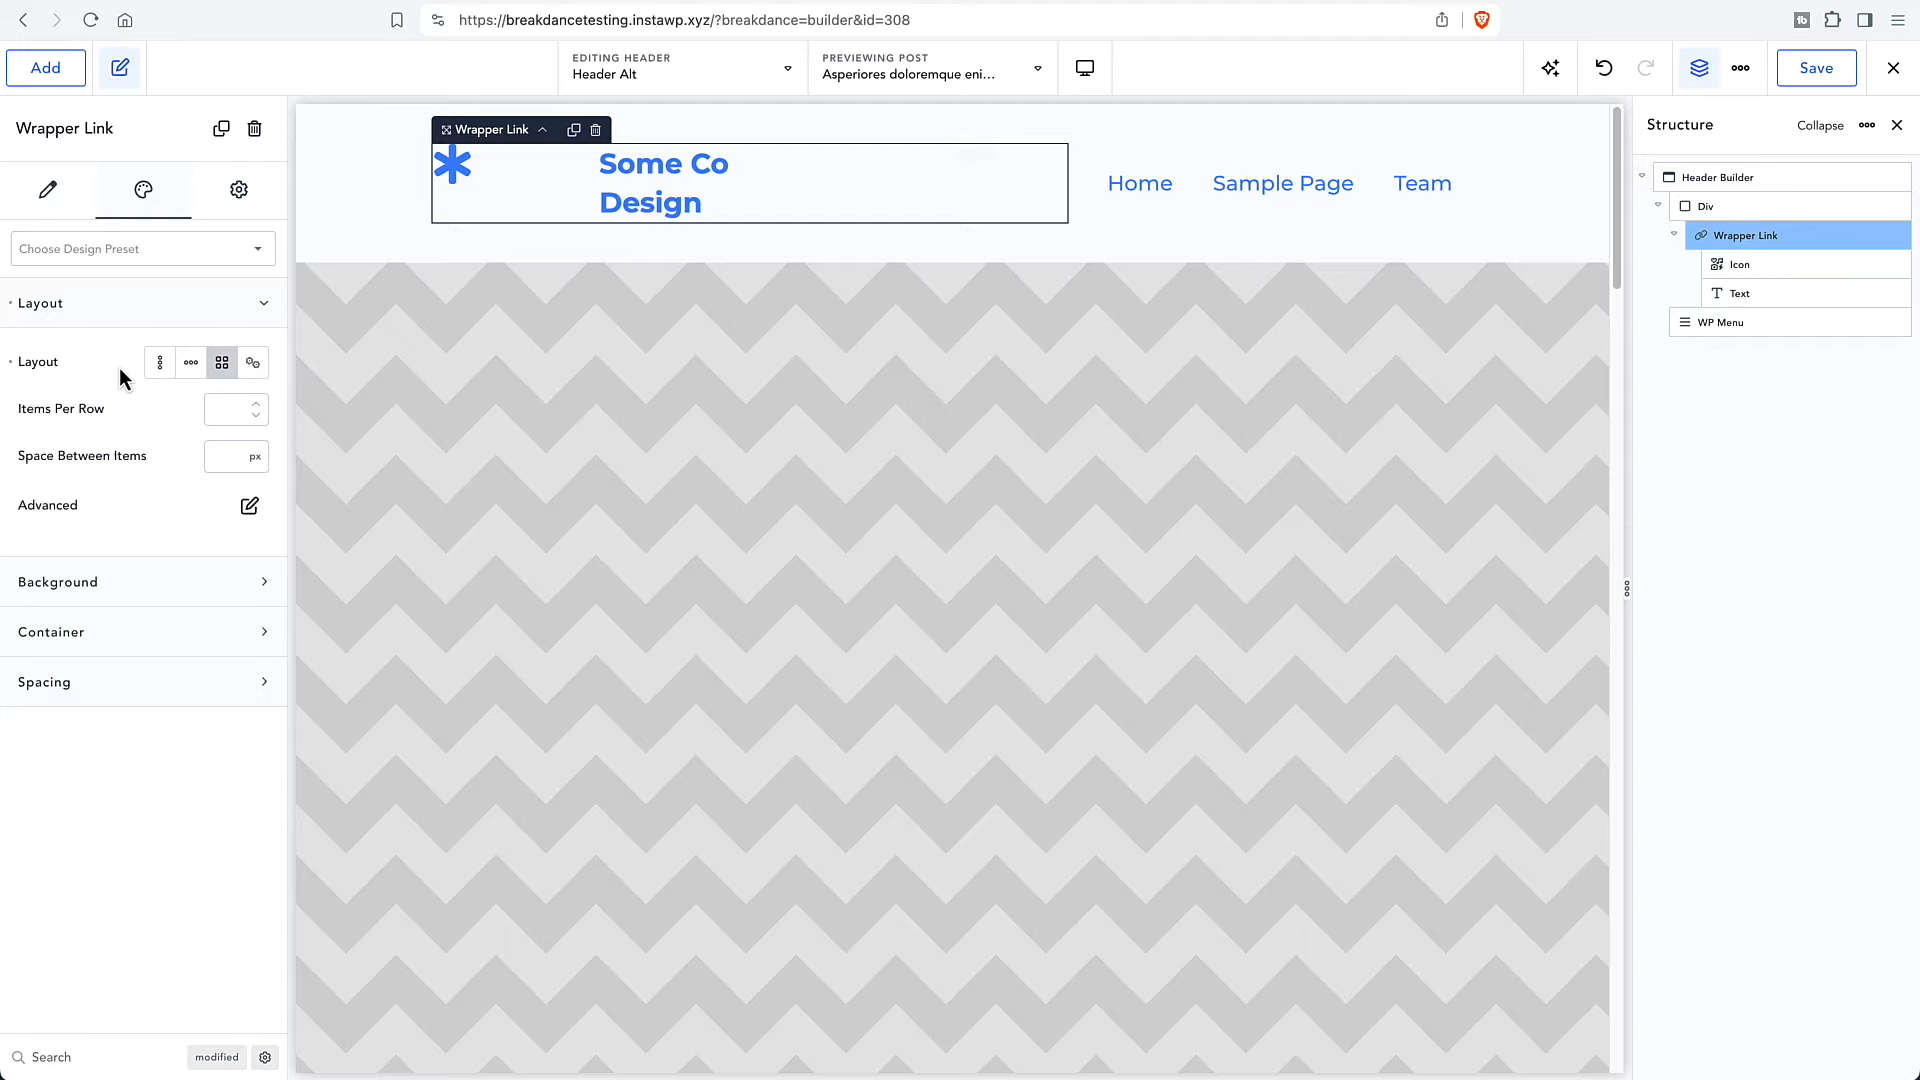 https://breakdancetesting.instawp.xyz/?breakdance=builder&id=308
Add
EDITING HEADER
Header Alt
PREVIEWING POST
Asperiores doloremque eni...
Save
Wrapper Link
Choose Design Preset
Layout
Layout
Items Per Row
Space Between Items
px
Advanced
Background
Container
Spacing
Search
modified
Wrapper Link
Some Co
Design
Home
Sample Page
Team
Structure
Collapse
Header Builder
Div
Wrapper Link
Icon
Text
WP Menu